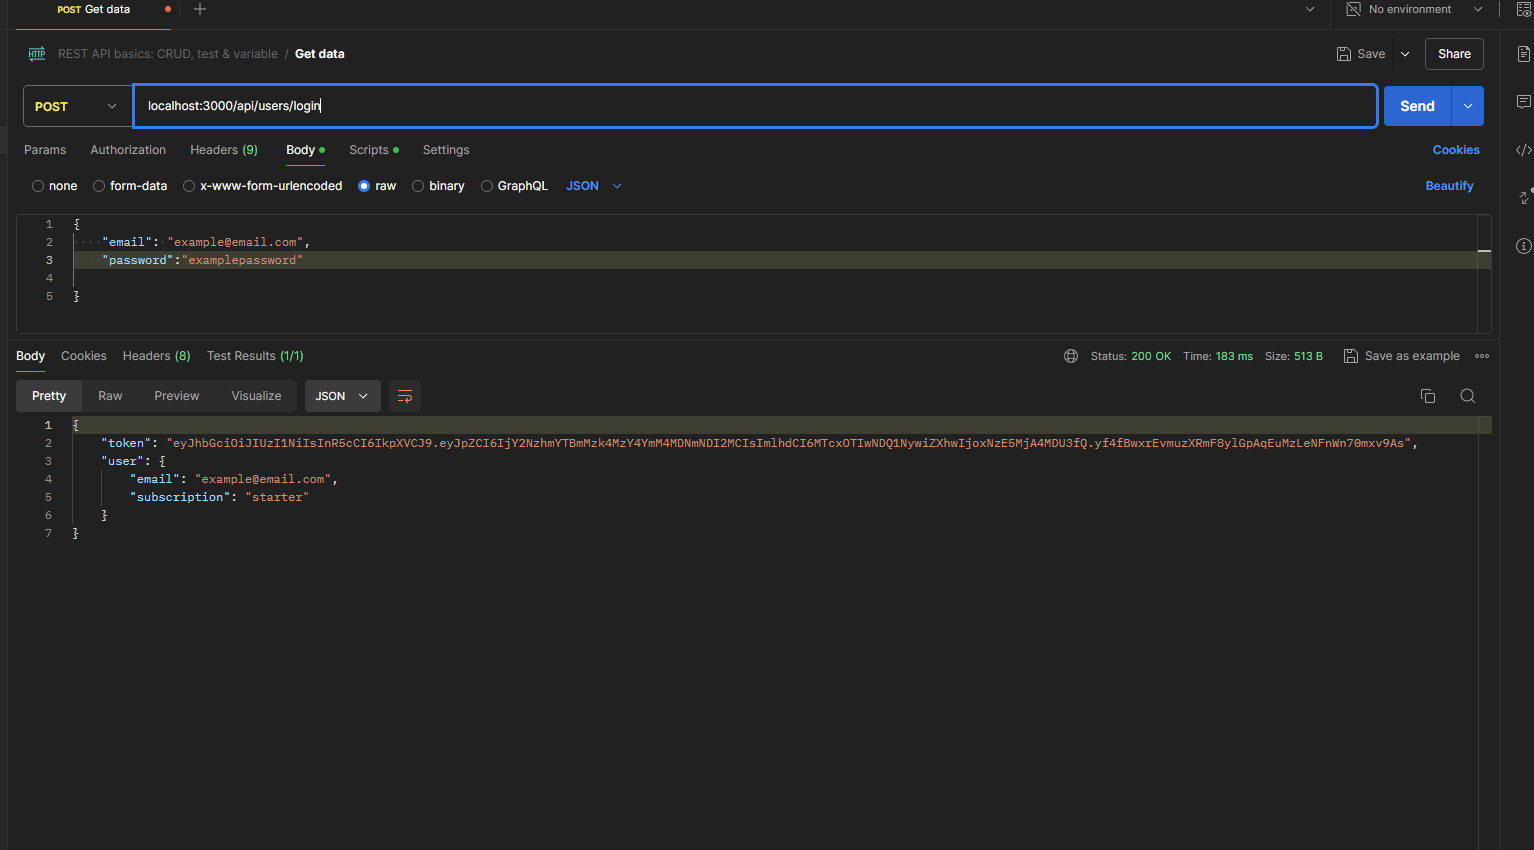 POST Get data
No environment
HTTP REST API basics: CRUD, test & variable / Get data
Save
Share
POST
localhost:3000/api/users/login
Send
Params Authorization Headers (9) Body Scripts Settings
Cookies
none form-data x-www-form-urlencoded raw binary GraphQL JSON
Beautify
1 {
2 "email": "example@email.com",
3 "password":"examplepassword"
4
5 }
Body Cookies Headers (8) Test Results (1/1)
Status: 200 OK Time: 183 ms Size: 513 B Save as example
Pretty Raw Preview Visualize JSON
1 {
2 "token": "eyJhbGciOiJIUzI1NiIsInR5cCI6IkpXVCJ9.eyJpZCI6IjY2NzhmYTBmMzk4MzY4YmM4MDNmNDI2MCIsImlhdCI6MTcxOTIwNDQ1NywiZXhwIjoxNzE5MjA4MDU3fQ.yf4fBwxrEvmuzXRmF8ylGpAqEuMzLeNFnWn70mxv9As",
3 "user": {
4 "email": "example@email.com",
5 "subscription": "starter"
6 }
7 }